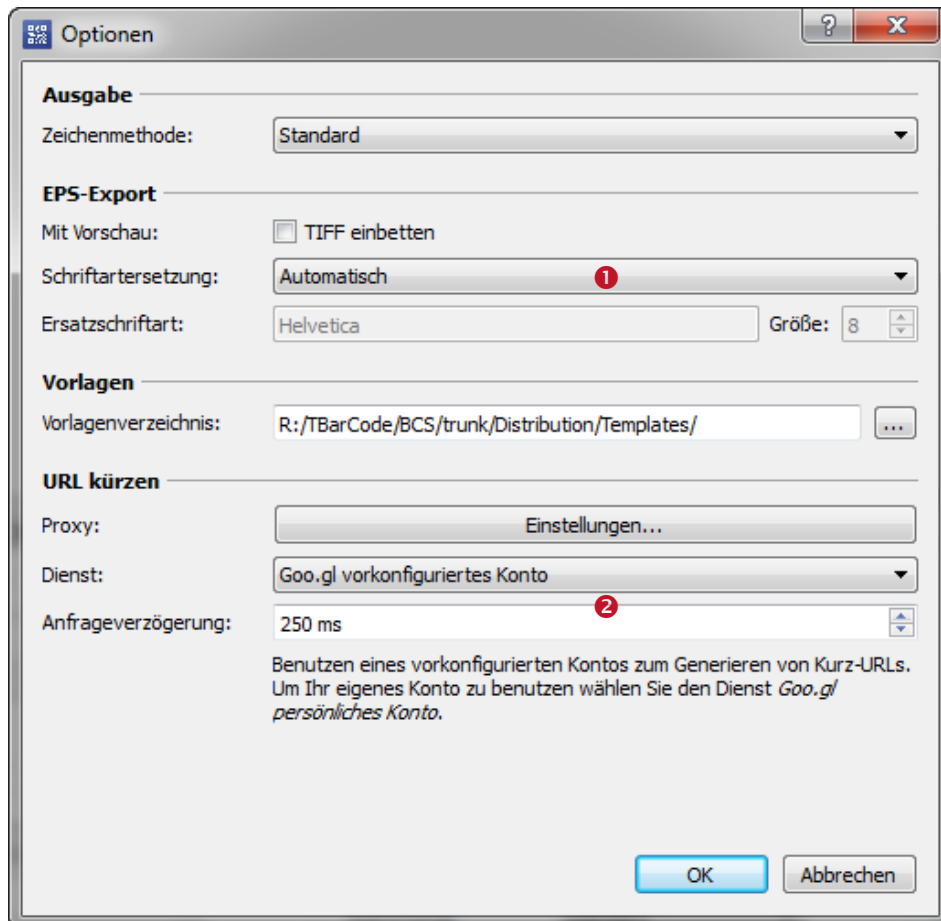 Optionen
Ausgabe
Zeichenmethode: Standard
EPS-Export
Mit Vorschau: TIFF einbetten
Schriftartersetzung: Automatisch 1
Ersatzschriftart: Helvetica Größe: 8
Vorlagen
Vorlagenverzeichnis: R:/TBarCode/BCS/trunk/Distribution/Templates/ ...
URL kürzen
Proxy: Einstellungen...
Dienst: Goo.gl vorkonfiguriertes Konto
2
Anfrageverzögerung: 250 ms
Benutzen eines vorkonfigurierten Kontos zum Generieren von Kurz-URLs.
Um Ihr eigenes Konto zu benutzen wählen Sie den Dienst Goo.gl
persönliches Konto.
OK Abbrechen